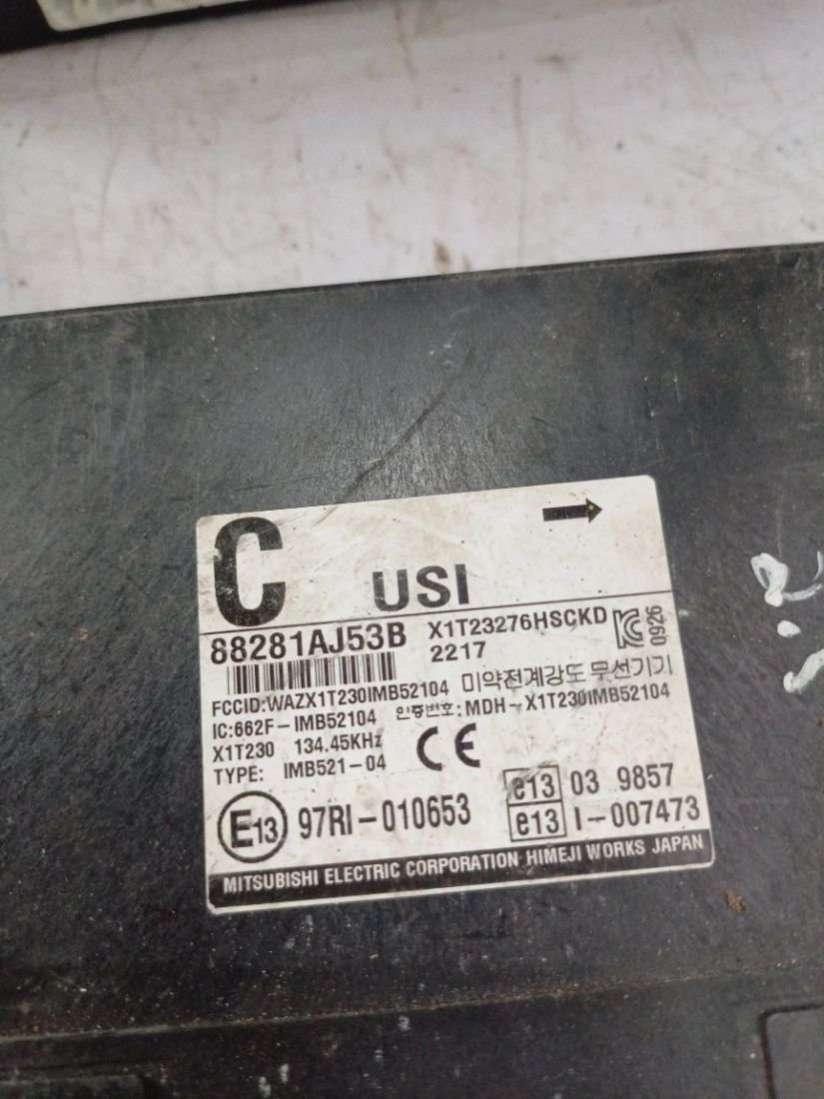 C
USI
88281AJ53B X1T23276HSCKD
2217
0926
FCCID:WAZX1T230IMB52104 미약전계강도 무선기기
IC:662F-IMB52104 인증번호:MDH-X1T230IMB52104
X1T230 134.45KHz CE
TYPE: IMB521-04
E13 97RI-010653 e13 03 9857
e13 I-007473
MITSUBISHI ELECTRIC CORPORATION HIMEJI WORKS JAPAN